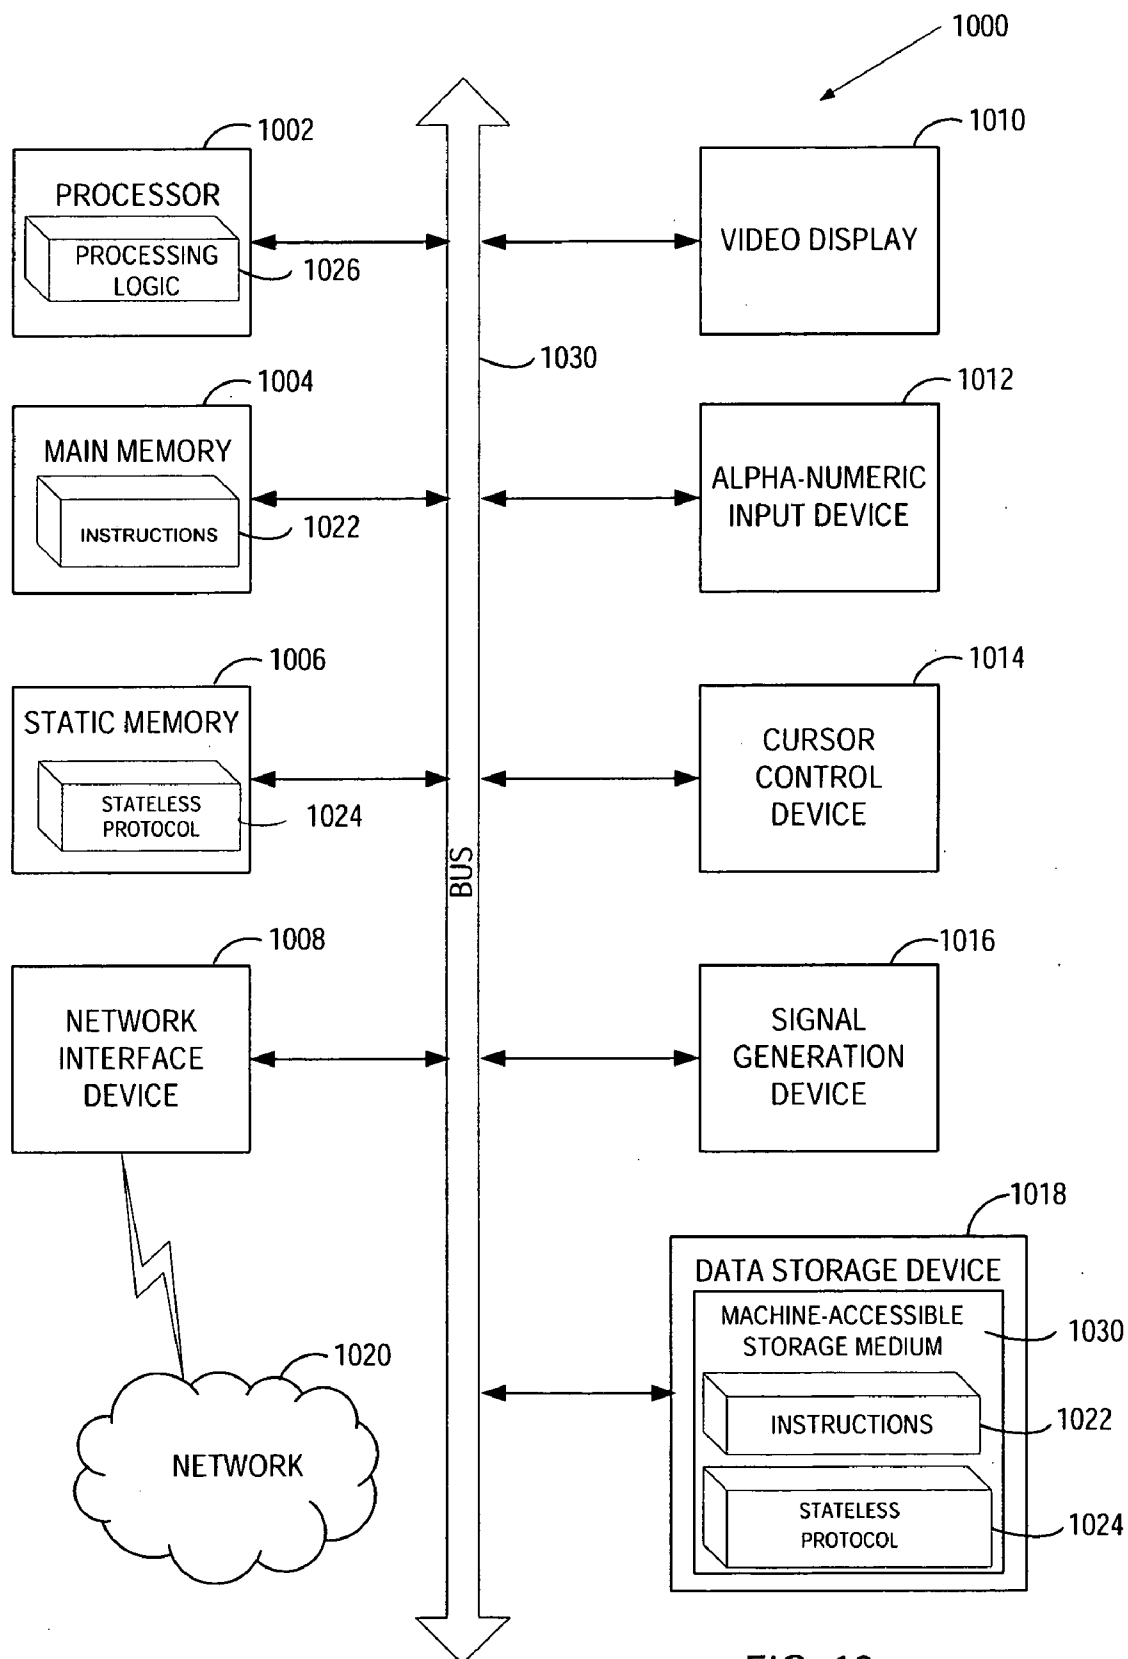 1000
1002
PROCESSOR
PROCESSING
LOGIC
1026
1010
VIDEO DISPLAY
1030
1004
MAIN MEMORY
INSTRUCTIONS
1022
1012
ALPHA-NUMERIC
INPUT DEVICE
1006
STATIC MEMORY
STATELESS
PROTOCOL
1024
1014
CURSOR
CONTROL
DEVICE
BUS
1008
NETWORK
INTERFACE
DEVICE
1016
SIGNAL
GENERATION
DEVICE
1020
NETWORK
1018
DATA STORAGE DEVICE
MACHINE-ACCESSIBLE
STORAGE MEDIUM
1030
INSTRUCTIONS
1022
STATELESS
PROTOCOL
1024